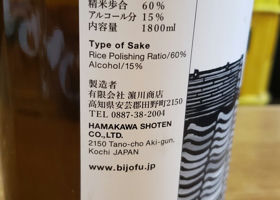 精米歩合　60%
アルコール分 15%
内容量　1800ml
Type of Sake
Rice Polishing Ratio/60%
Alcohol/15%
製造者
有限会社 濵川商店
高知県安芸郡田野町2150
TEL 0887-38-2004
HAMAKAWA SHOTEN
CO.,LTD.
2150 Tano-cho Aki-gun,
Kochi JAPAN
www.bijofu.jp